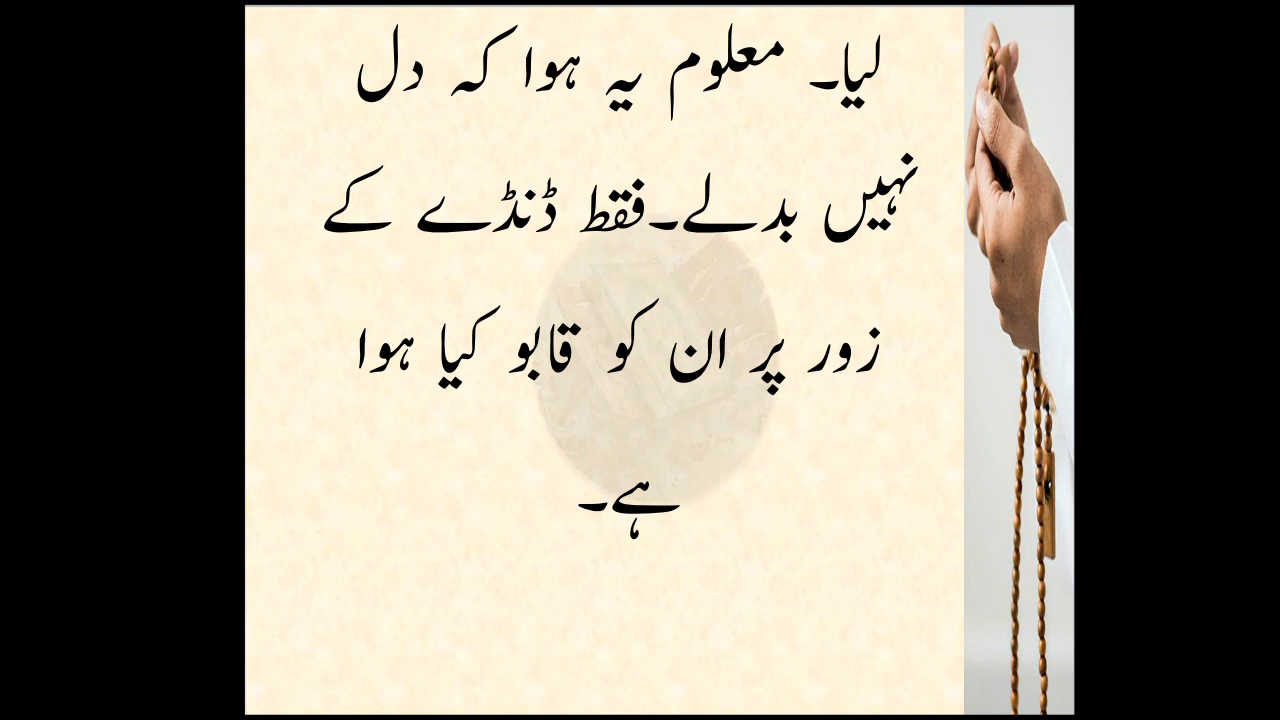 لیا۔ معلوم یہ ہوا کہ دل
نہیں بدلے۔فقط ڈنڈے کے
زور پر ان کو قابو کیا ہوا
ہے۔